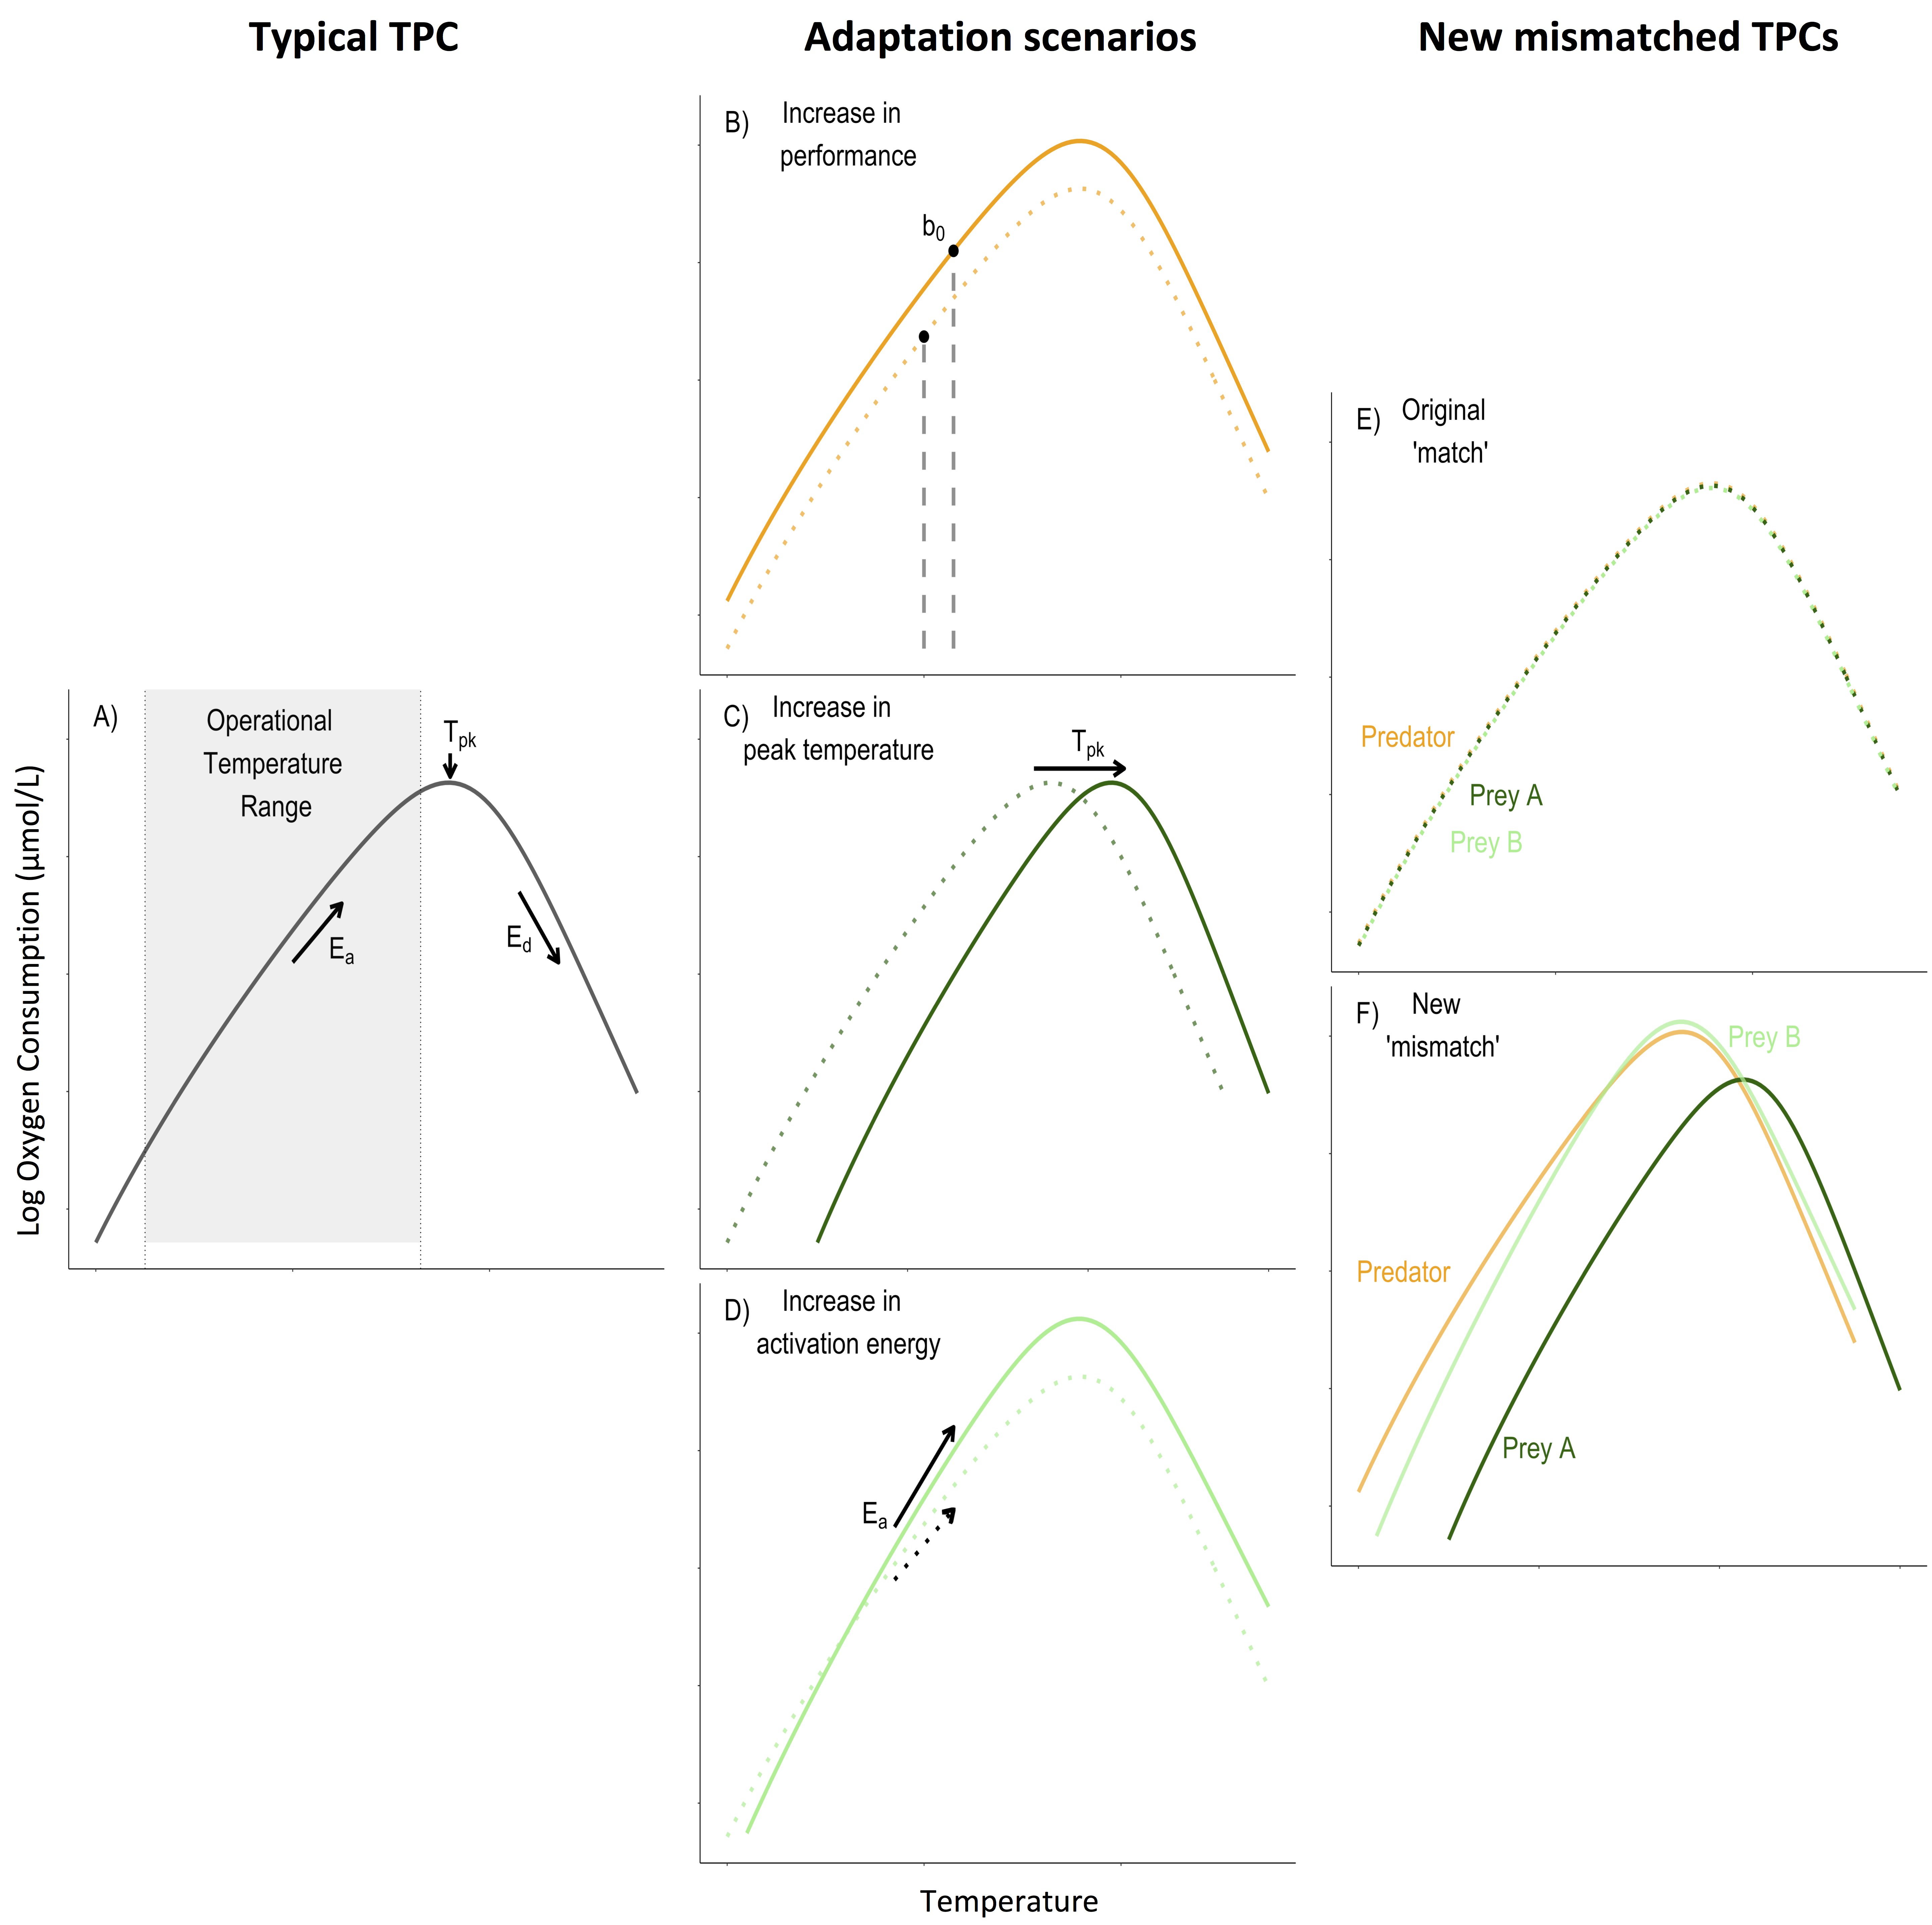 Typical TPC
Adaptation scenarios
New mismatched TPCs
Log Oxygen Consumption (µmol/L)
A)
Operational
Temperature
Range
Tpk
Ea
Ed
B)
Increase in
performance
b0
C)
Increase in
peak temperature
Tpk
D)
Increase in
activation energy
Ea
Temperature
E)
Original
'match'
Predator
Prey A
Prey B
F)
New
'mismatch'
Prey B
Predator
Prey A